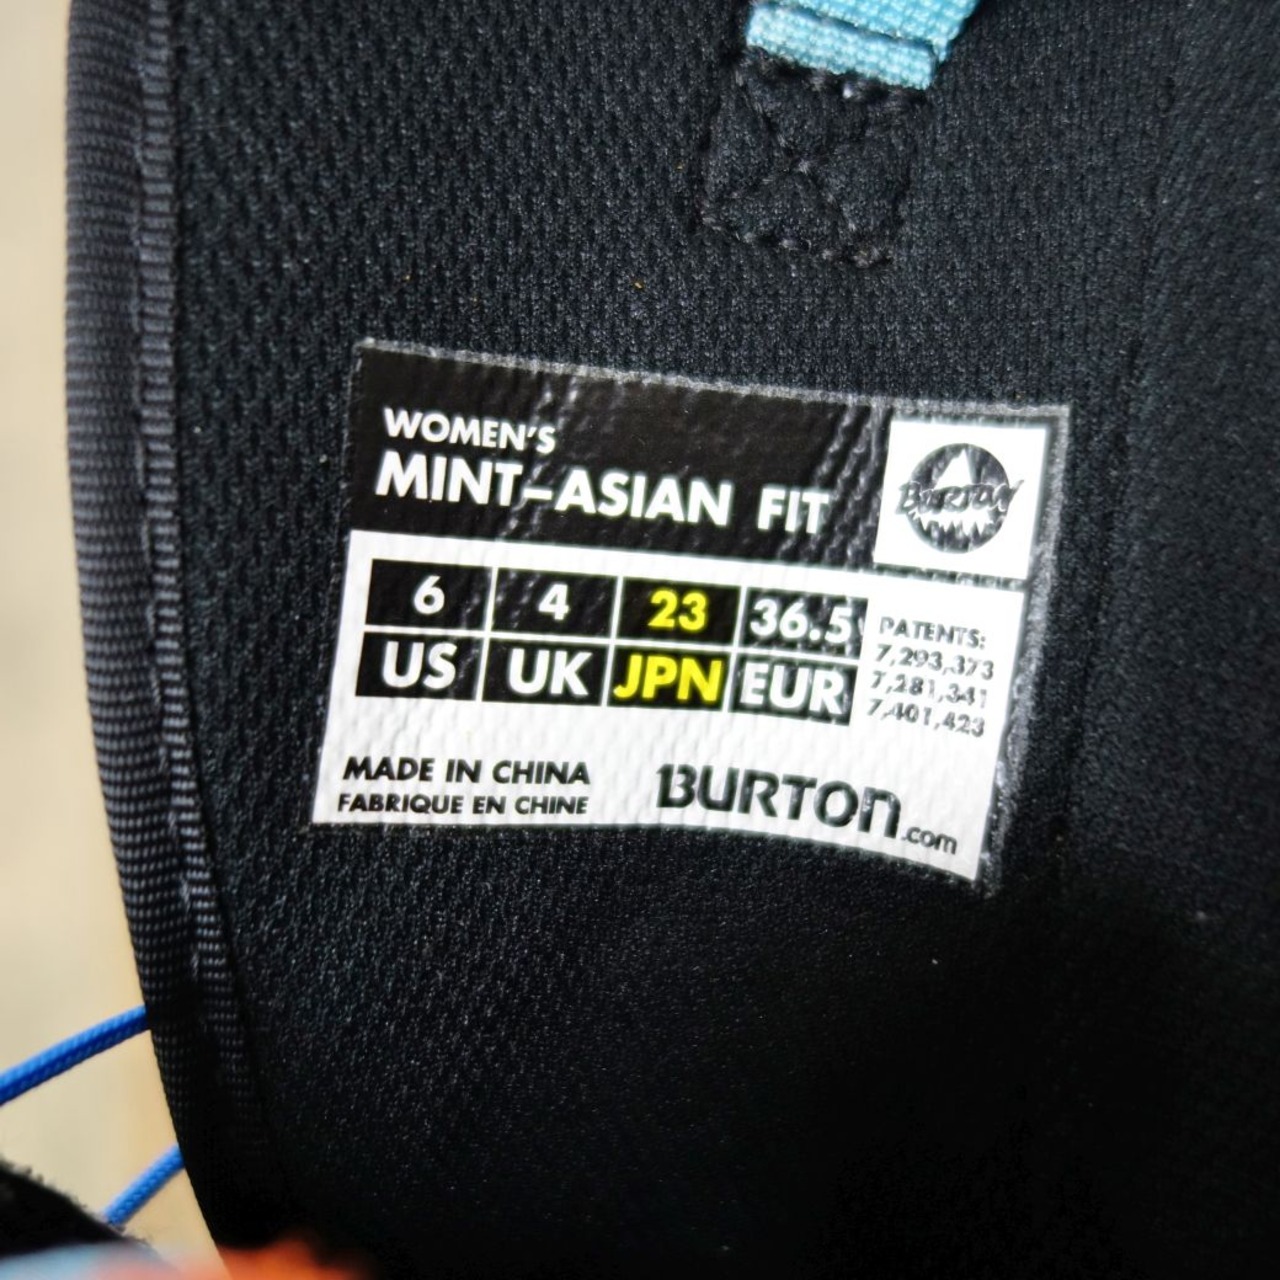 WOMEN'S
MINT-ASIAN FIT
BURTON
6 4 23 36.5
US UK JPN EUR
PATENTS:
7,293,373
7,281,341
7,401,423
MADE IN CHINA
FABRIQUE EN CHINE
BURTON.com